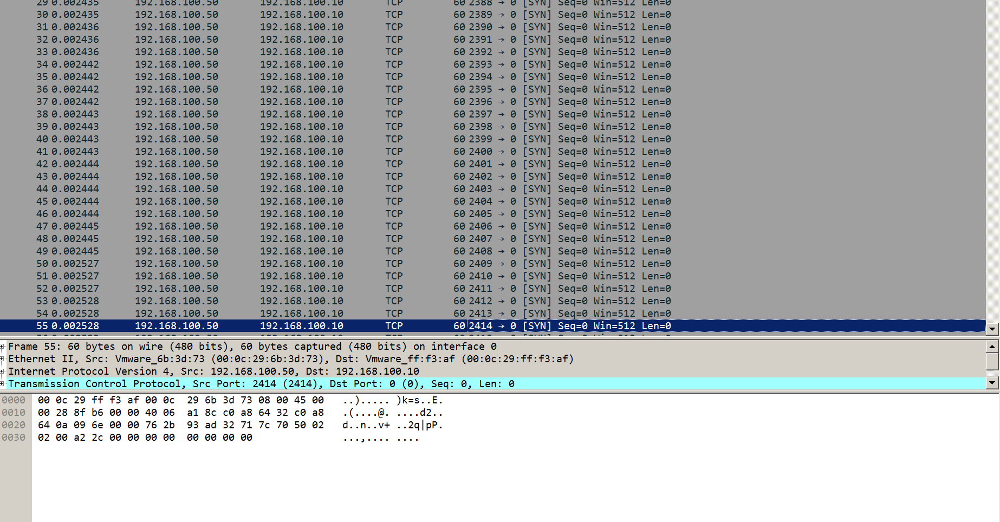 29 0.002435 192.168.100.50 192.168.100.10 TCP 60 2388 → 0 [SYN] Seq=0 Win=512 Len=0
30 0.002435 192.168.100.50 192.168.100.10 TCP 60 2389 → 0 [SYN] Seq=0 Win=512 Len=0
31 0.002436 192.168.100.50 192.168.100.10 TCP 60 2390 → 0 [SYN] Seq=0 Win=512 Len=0
32 0.002436 192.168.100.50 192.168.100.10 TCP 60 2391 → 0 [SYN] Seq=0 Win=512 Len=0
33 0.002436 192.168.100.50 192.168.100.10 TCP 60 2392 → 0 [SYN] Seq=0 Win=512 Len=0
34 0.002442 192.168.100.50 192.168.100.10 TCP 60 2393 → 0 [SYN] Seq=0 Win=512 Len=0
35 0.002442 192.168.100.50 192.168.100.10 TCP 60 2394 → 0 [SYN] Seq=0 Win=512 Len=0
36 0.002442 192.168.100.50 192.168.100.10 TCP 60 2395 → 0 [SYN] Seq=0 Win=512 Len=0
37 0.002442 192.168.100.50 192.168.100.10 TCP 60 2396 → 0 [SYN] Seq=0 Win=512 Len=0
38 0.002443 192.168.100.50 192.168.100.10 TCP 60 2397 → 0 [SYN] Seq=0 Win=512 Len=0
39 0.002443 192.168.100.50 192.168.100.10 TCP 60 2398 → 0 [SYN] Seq=0 Win=512 Len=0
40 0.002443 192.168.100.50 192.168.100.10 TCP 60 2399 → 0 [SYN] Seq=0 Win=512 Len=0
41 0.002443 192.168.100.50 192.168.100.10 TCP 60 2400 → 0 [SYN] Seq=0 Win=512 Len=0
42 0.002444 192.168.100.50 192.168.100.10 TCP 60 2401 → 0 [SYN] Seq=0 Win=512 Len=0
43 0.002444 192.168.100.50 192.168.100.10 TCP 60 2402 → 0 [SYN] Seq=0 Win=512 Len=0
44 0.002444 192.168.100.50 192.168.100.10 TCP 60 2403 → 0 [SYN] Seq=0 Win=512 Len=0
45 0.002444 192.168.100.50 192.168.100.10 TCP 60 2404 → 0 [SYN] Seq=0 Win=512 Len=0
46 0.002444 192.168.100.50 192.168.100.10 TCP 60 2405 → 0 [SYN] Seq=0 Win=512 Len=0
47 0.002445 192.168.100.50 192.168.100.10 TCP 60 2406 → 0 [SYN] Seq=0 Win=512 Len=0
48 0.002445 192.168.100.50 192.168.100.10 TCP 60 2407 → 0 [SYN] Seq=0 Win=512 Len=0
49 0.002445 192.168.100.50 192.168.100.10 TCP 60 2408 → 0 [SYN] Seq=0 Win=512 Len=0
50 0.002527 192.168.100.50 192.168.100.10 TCP 60 2409 → 0 [SYN] Seq=0 Win=512 Len=0
51 0.002527 192.168.100.50 192.168.100.10 TCP 60 2410 → 0 [SYN] Seq=0 Win=512 Len=0
52 0.002527 192.168.100.50 192.168.100.10 TCP 60 2411 → 0 [SYN] Seq=0 Win=512 Len=0
53 0.002528 192.168.100.50 192.168.100.10 TCP 60 2412 → 0 [SYN] Seq=0 Win=512 Len=0
54 0.002528 192.168.100.50 192.168.100.10 TCP 60 2413 → 0 [SYN] Seq=0 Win=512 Len=0
55 0.002528 192.168.100.50 192.168.100.10 TCP 60 2414 → 0 [SYN] Seq=0 Win=512 Len=0
Frame 55: 60 bytes on wire (480 bits), 60 bytes captured (480 bits) on interface 0
Ethernet II, Src: Vmware_6b:3d:73 (00:0c:29:6b:3d:73), Dst: Vmware_ff:f3:af (00:0c:29:ff:f3:af)
Internet Protocol Version 4, Src: 192.168.100.50, Dst: 192.168.100.10
Transmission Control Protocol, Src Port: 2414 (2414), Dst Port: 0 (0), Seq: 0, Len: 0
0000 00 0c 29 ff f3 af 00 0c 29 6b 3d 73 08 00 45 00 ..)..... )k=s..E.
0010 00 28 8f b6 00 00 40 06 a1 8c c0 a8 64 32 c0 a8 .(....@. ....d2..
0020 64 0a 09 6e 00 00 76 2b 93 ad 32 71 7c 70 50 02 d..n..v+ ..2q|pP.
0030 02 00 a2 2c 00 00 00 00 00 00 00 00 ...,.... ....